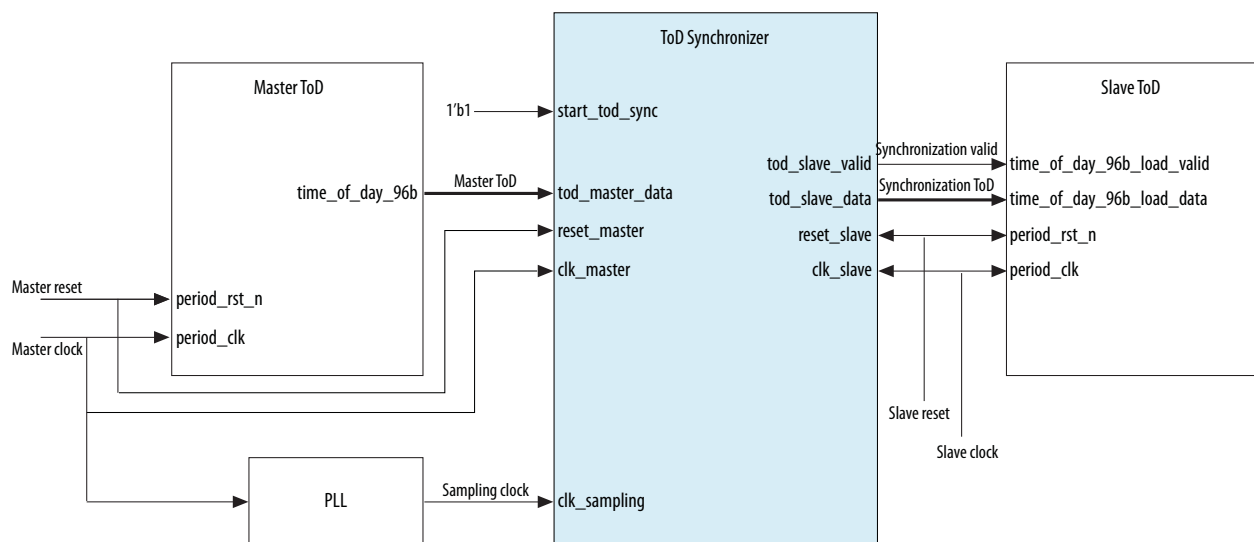 ToD Synchronizer
Master ToD
Slave ToD
1'b1
start_tod_sync
Synchronization valid
tod_slave_valid
time_of_day_96b_load_valid
time_of_day_96b
Master ToD
tod_master_data
Synchronization ToD
tod_slave_data
time_of_day_96b_load_data
reset_master
reset_slave
period_rst_n
clk_master
clk_slave
period_clk
Master reset
period_rst_n
Master clock
period_clk
Slave reset
Slave clock
PLL
Sampling clock
clk_sampling